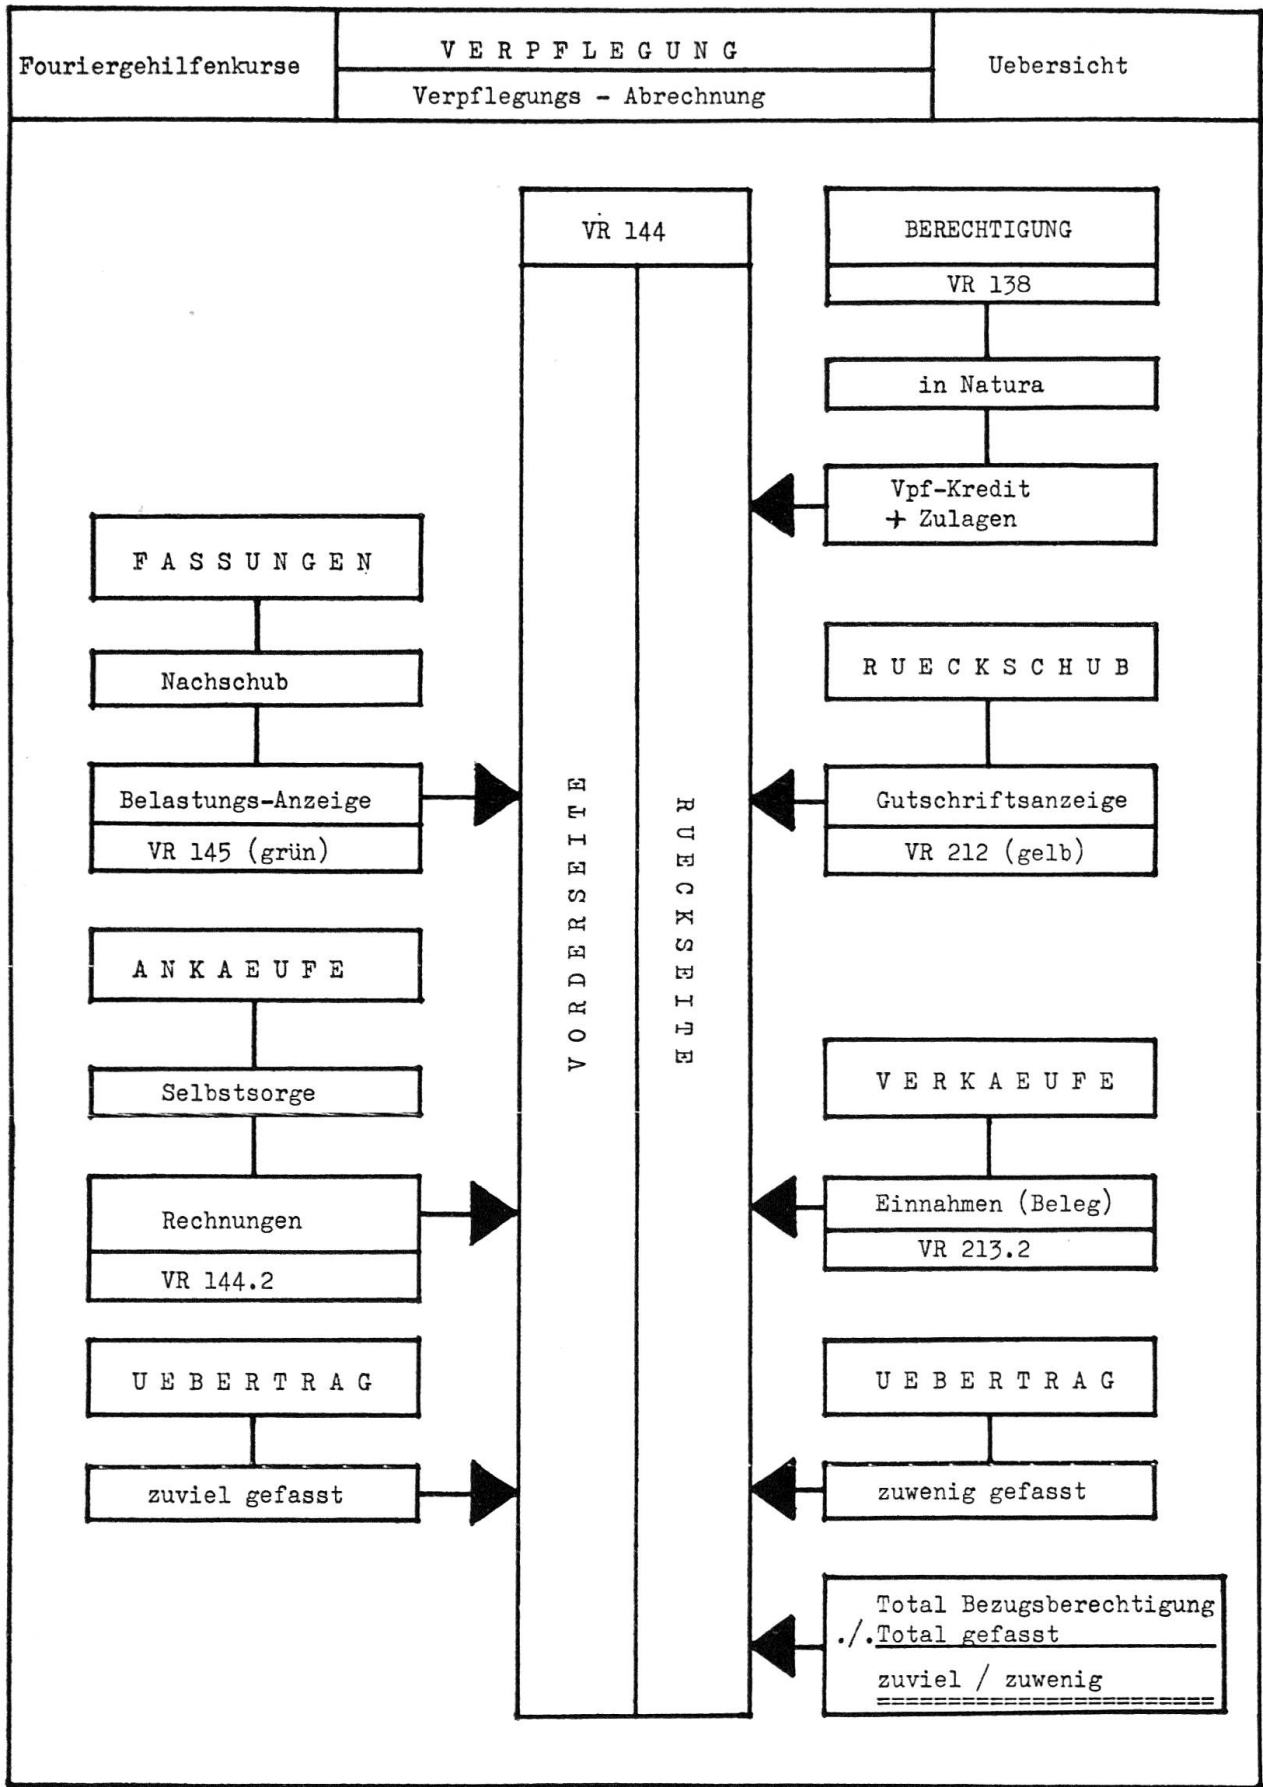 Fouriergehilfenkurse
V E R P F L E G U N G
Verpflegungs - Abrechnung
Uebersicht
VR 144
VORDERSEITE
RUECKSEITE
F A S S U N G E N
Nachschub
Belastungs-Anzeige
VR 145 (grün)
A N K A E U F E
Selbstsorge
Rechnungen
VR 144.2
U E B E R T R A G
zuviel gefasst
BERECHTIGUNG
VR 138
in Natura
Vpf-Kredit
+ Zulagen
R U E C K S C H U B
Gutschriftsanzeige
VR 212 (gelb)
V E R K A E U F E
Einnahmen (Beleg)
VR 213.2
U E B E R T R A G
zuwenig gefasst
Total Bezugsberechtigung
./.Total gefasst
zuviel / zuwenig
========================